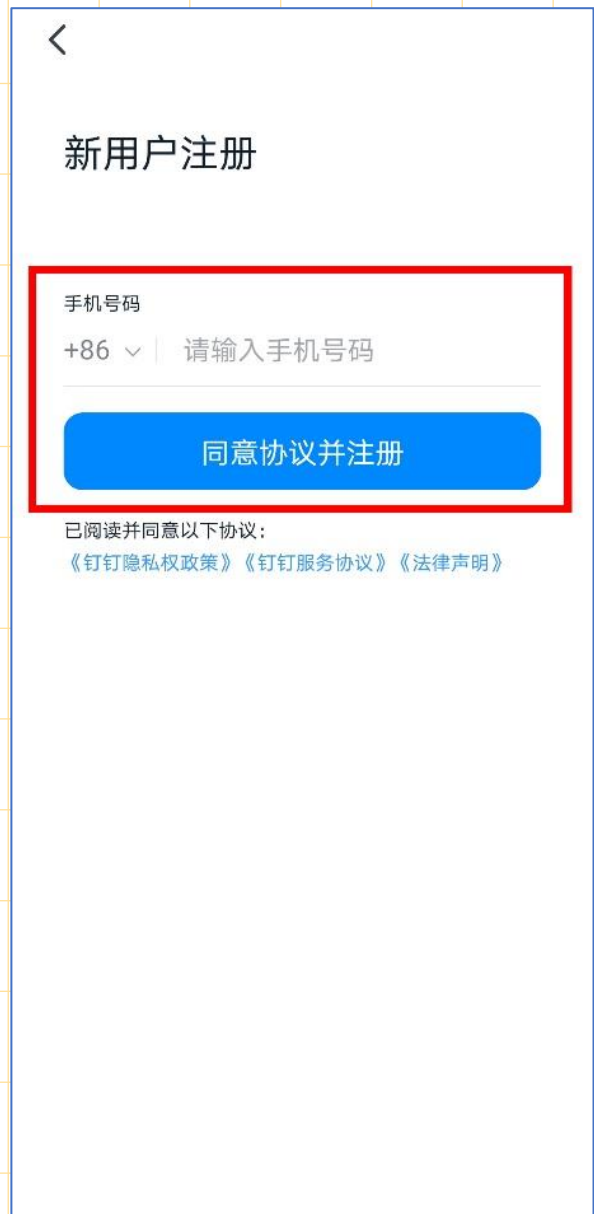 新用户注册
手机号码
+86 请输入手机号码
同意协议并注册
已阅读并同意以下协议：
《钉钉隐私权政策》《钉钉服务协议》《法律声明》